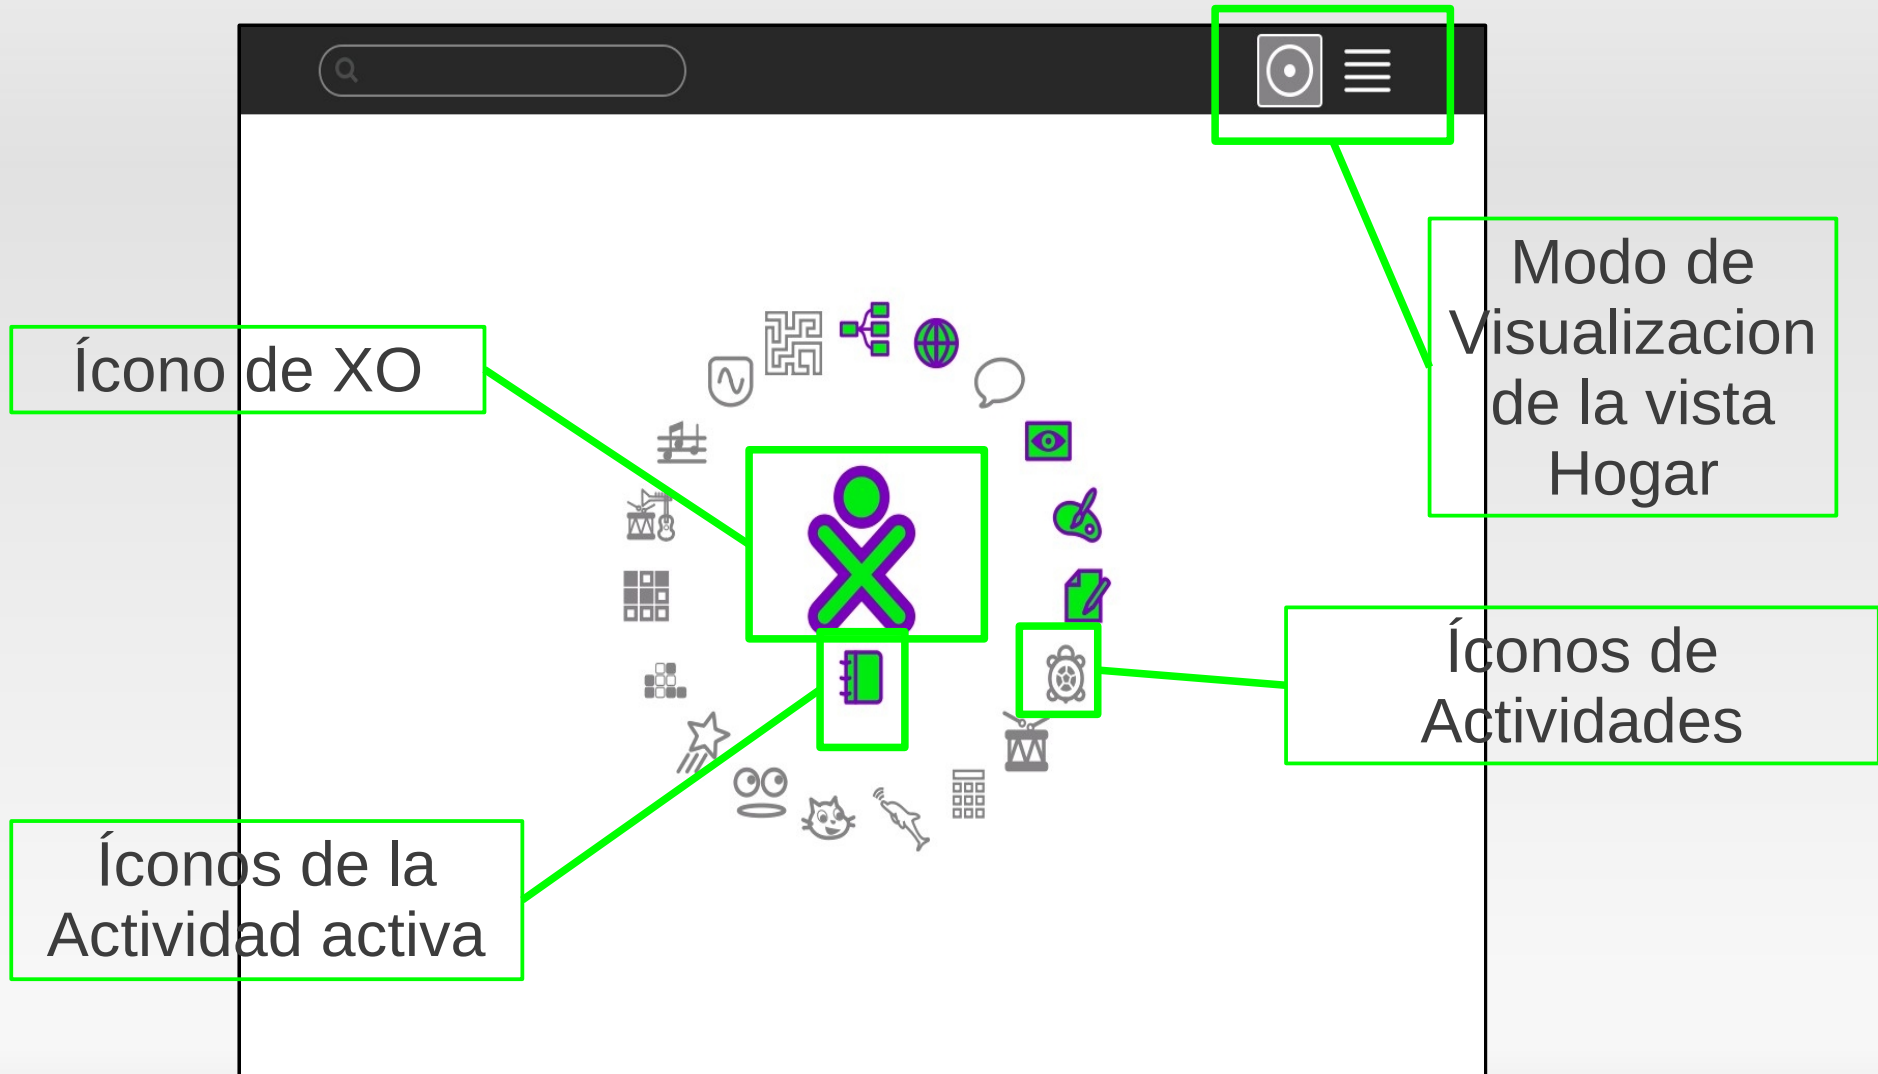 Modo de
Visualizacion
de la vista
Hogar
Ícono de XO
Íconos de
Actividades
Íconos de la
Actividad activa